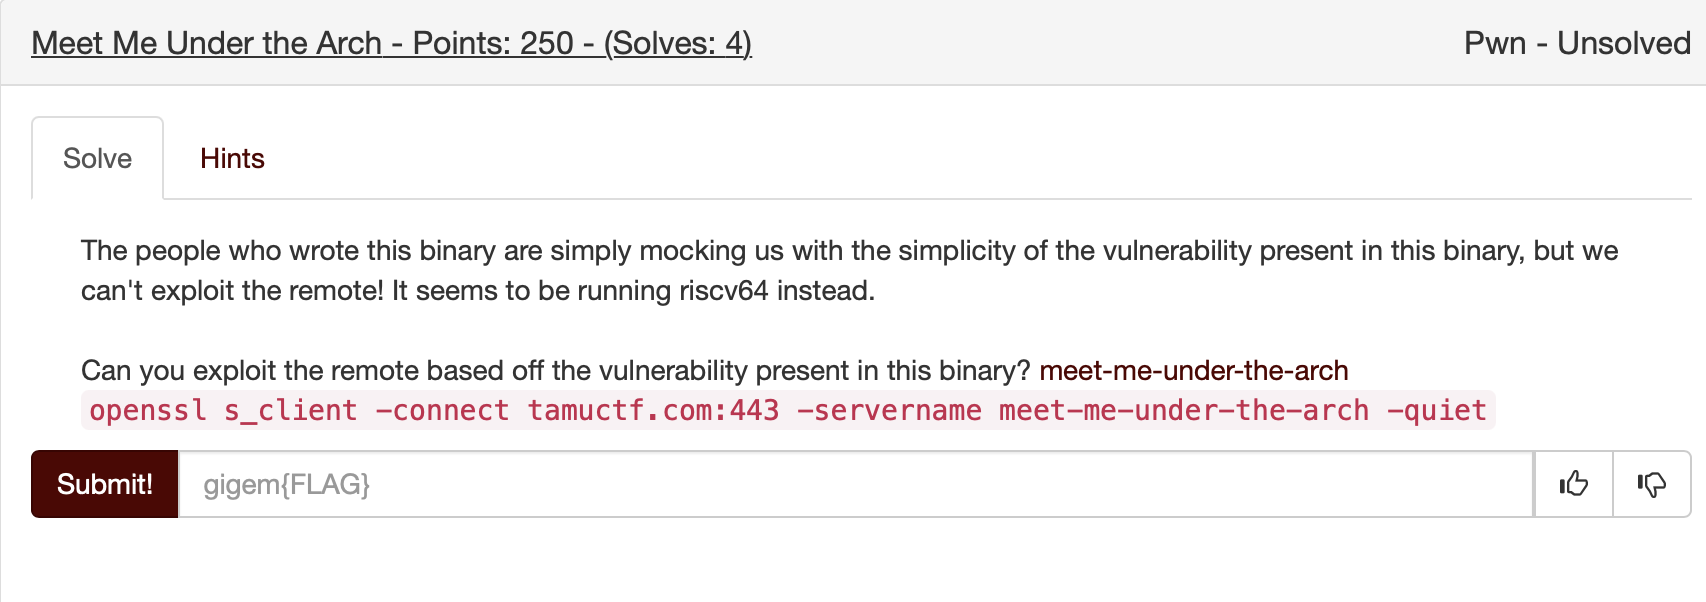 Meet Me Under the Arch - Points: 250 - (Solves: 4)
Pwn - Unsolved
Solve
Hints
The people who wrote this binary are simply mocking us with the simplicity of the vulnerability present in this binary, but we
can't exploit the remote! It seems to be running riscv64 instead.
Can you exploit the remote based off the vulnerability present in this binary? meet-me-under-the-arch
openssl s_client -connect tamuctf.com:443 -servername meet-me-under-the-arch -quiet
Submit!
gigem{FLAG}